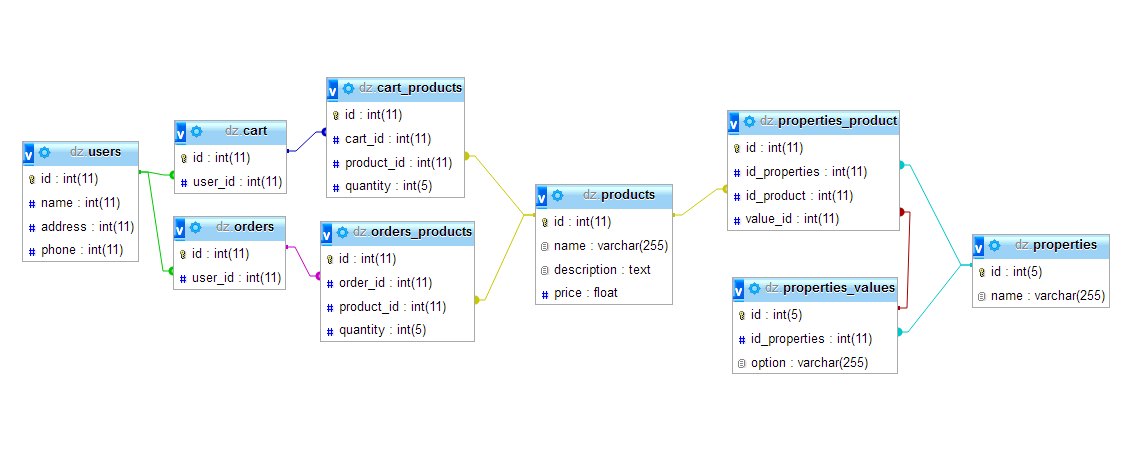 dz.users
id : int(11)
name : int(11)
address : int(11)
phone : int(11)
dz.cart
id : int(11)
user_id : int(11)
dz.orders
id : int(11)
user_id : int(11)
dz.cart_products
id : int(11)
cart_id : int(11)
product_id : int(11)
quantity : int(5)
dz.orders_products
id : int(11)
order_id : int(11)
product_id : int(11)
quantity : int(5)
dz.products
id : int(11)
name : varchar(255)
description : text
price : float
dz.properties_product
id : int(11)
id_properties : int(11)
id_product : int(11)
value_id : int(11)
dz.properties_values
id : int(5)
id_properties : int(11)
option : varchar(255)
dz.properties
id : int(5)
name : varchar(255)